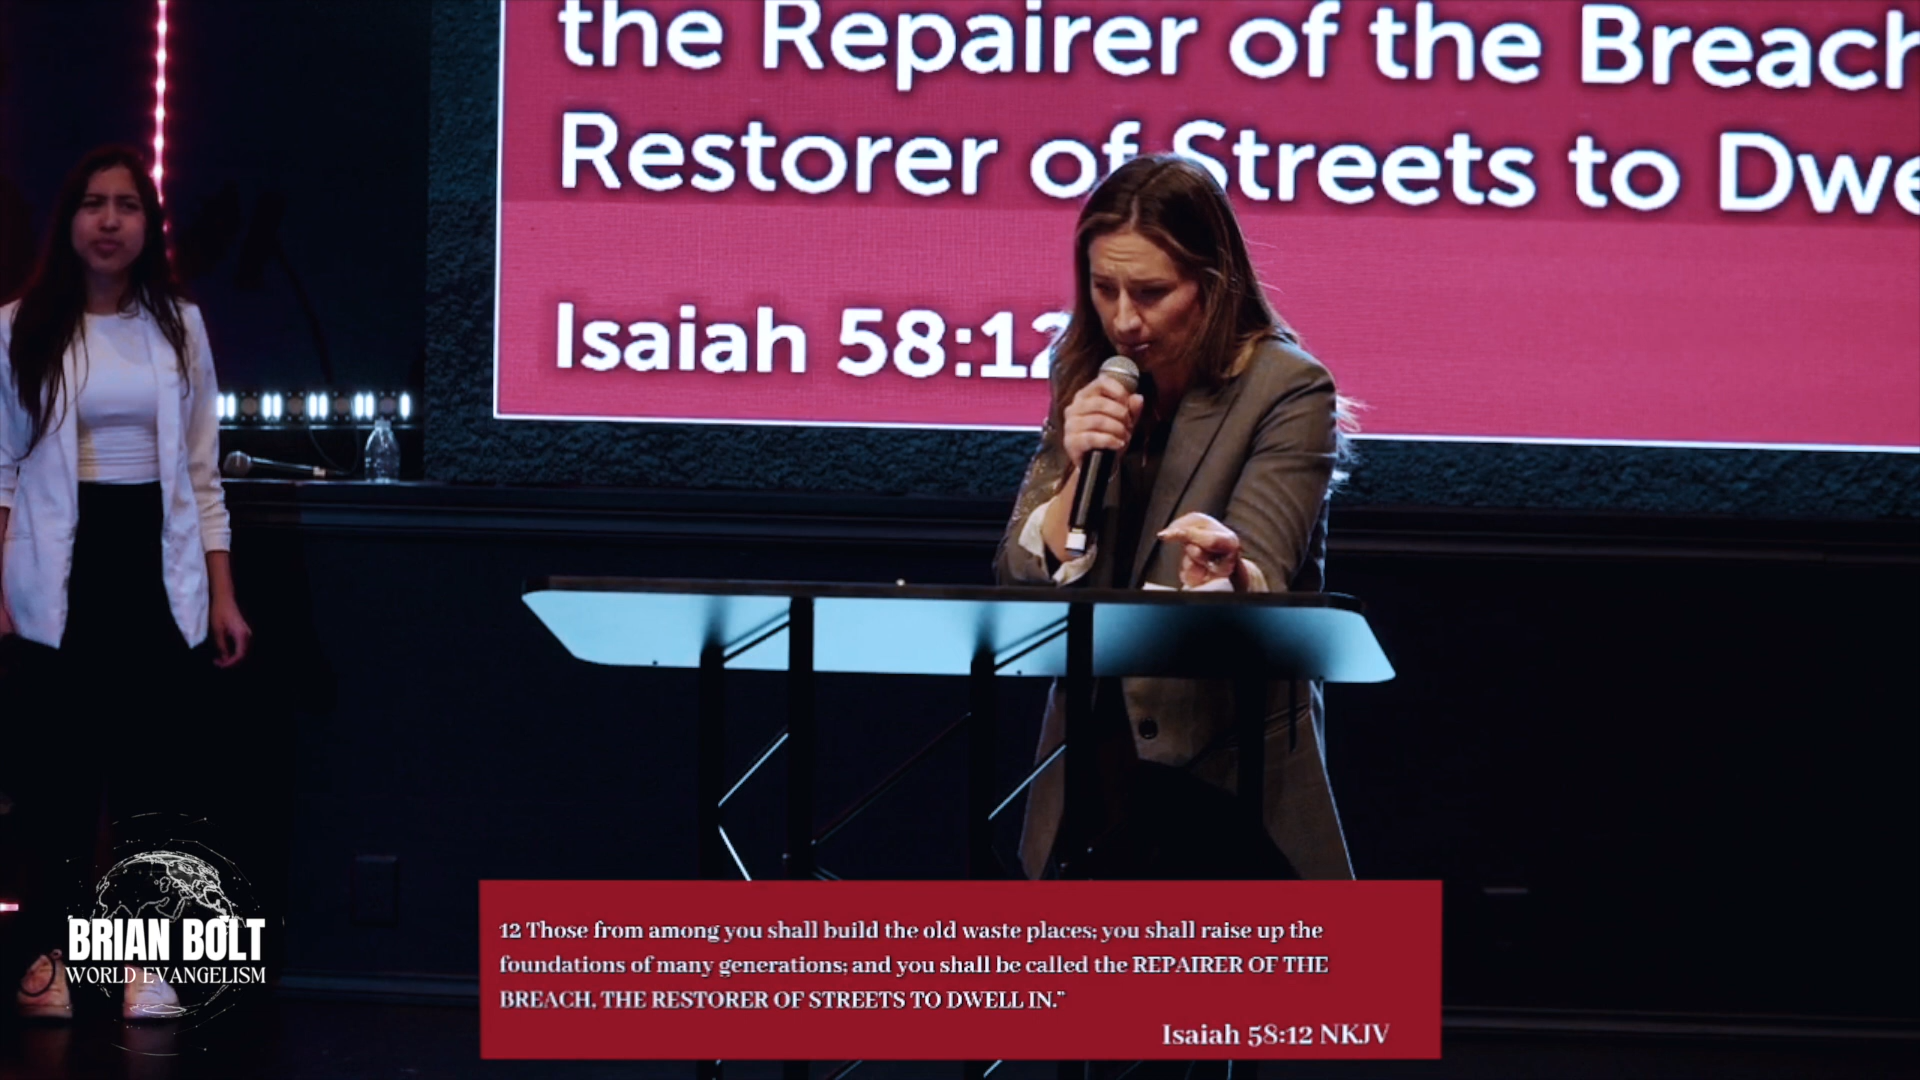 the Repairer of the Breach
Restorer of Streets to Dwe
Isaiah 58:12
BRIAN BOLT
WORLD EVANGELISM
12 Those from among you shall build the old waste places; you shall raise up the
foundations of many generations; and you shall be called the REPAIRER OF THE
BREACH, THE RESTORER OF STREETS TO DWELL IN.”
Isaiah 58:12 NKJV